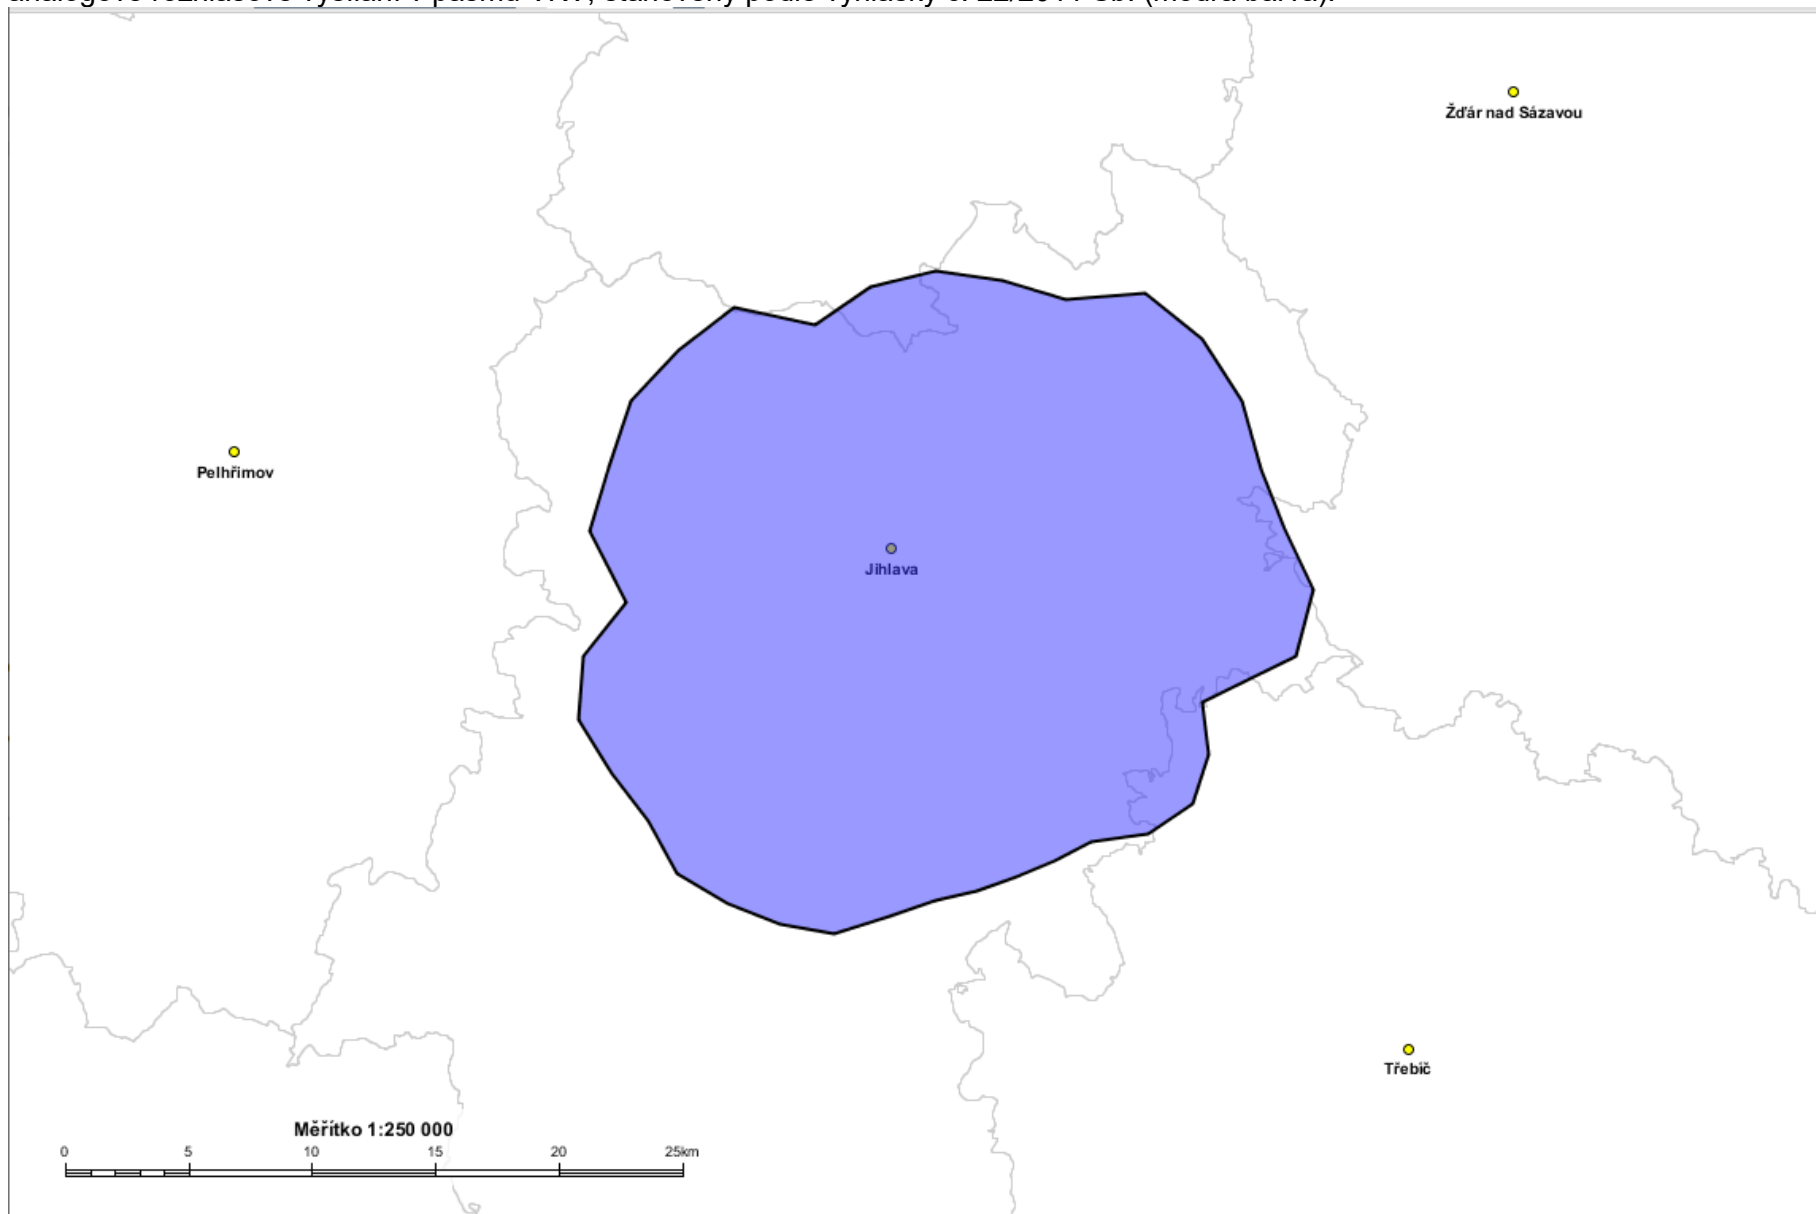 Žďár nad Sázavou
Pelhřimov
Jihlava
Třebíč
Měřítko 1:250 000
0 5 10 15 20 25km